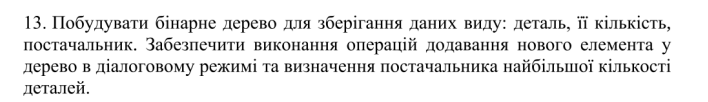 13. Побудувати бінарне дерево для зберігання даних виду: деталь, її кількість,
постачальник. Забезпечити виконання операцій додавання нового елемента у
дерево в діалоговому режимі та визначення постачальника найбільшої кількості
деталей.